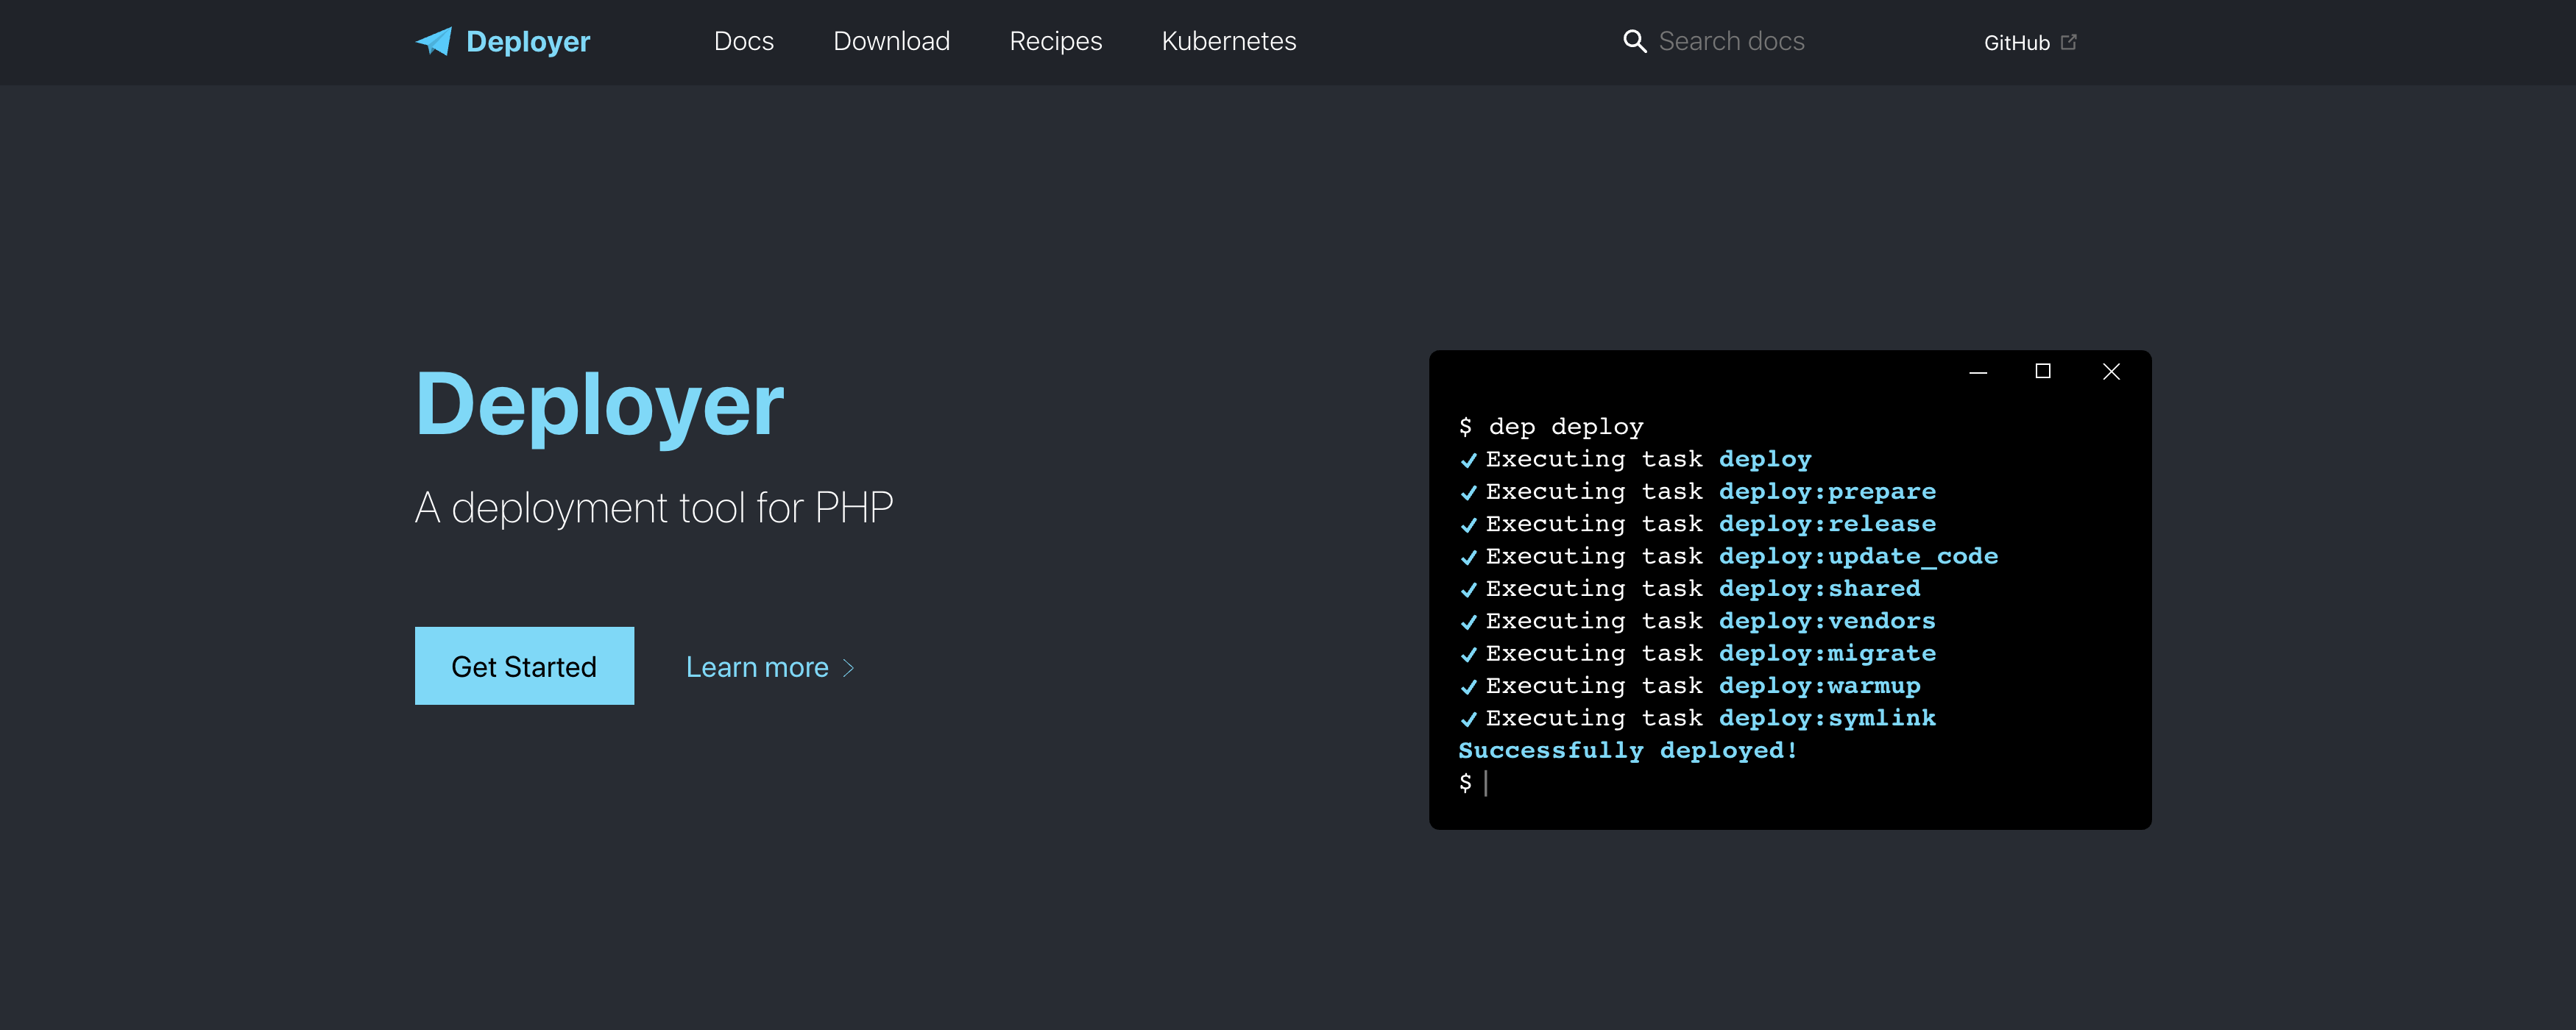 Deployer Docs Download Recipes Kubernetes Search docs GitHub
Deployer
A deployment tool for PHP
Get Started Learn more
$ dep deploy
✓ Executing task deploy
✓ Executing task deploy:prepare
✓ Executing task deploy:release
✓ Executing task deploy:update_code
✓ Executing task deploy:shared
✓ Executing task deploy:vendors
✓ Executing task deploy:migrate
✓ Executing task deploy:warmup
✓ Executing task deploy:symlink
Successfully deployed!
$